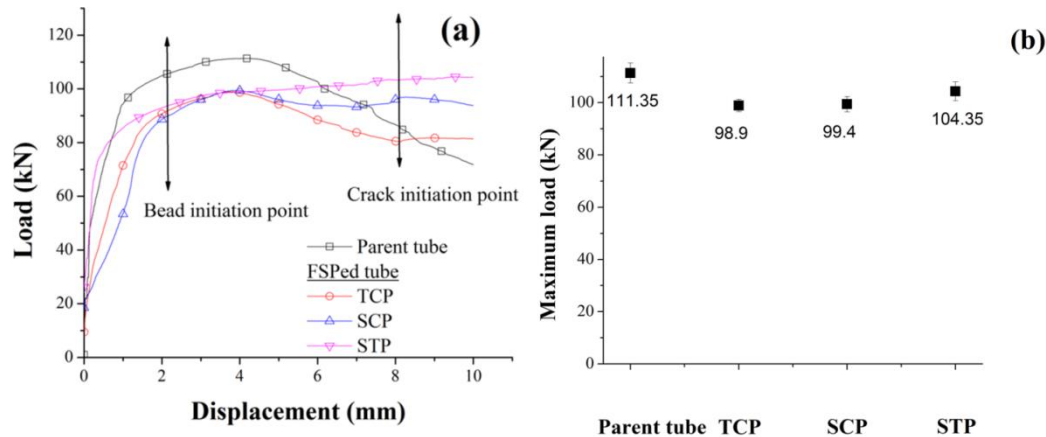 (a)
120
100
80
60
40
20
0
Load (kN)
Bead initiation point
Crack initiation point
Parent tube
FSPed tube
TCP
SCP
STP
0 2 4 6 8 10
Displacement (mm)
(b)
100
80
60
40
20
0
Maximum load (kN)
111.35
98.9
99.4
104.35
Parent tube TCP SCP STP